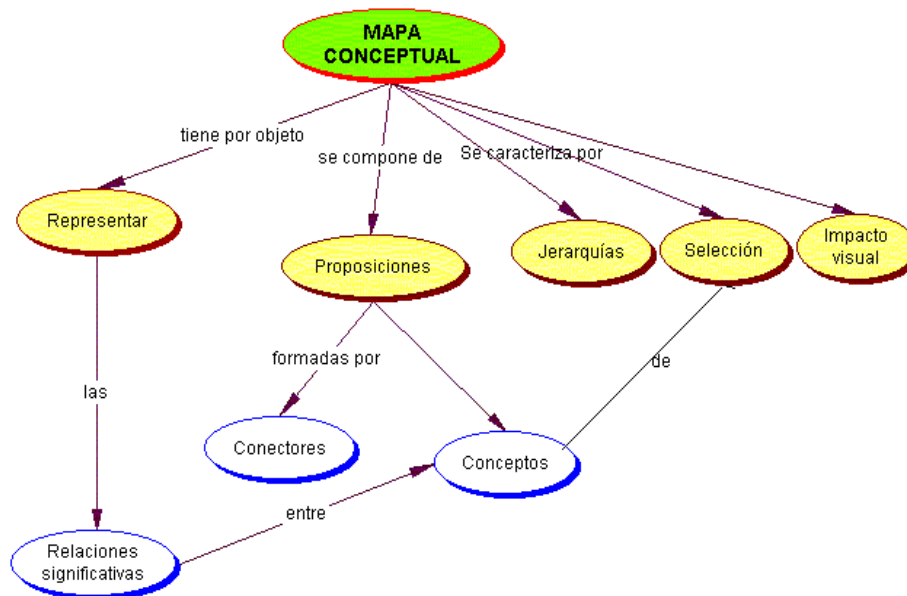 MAPA
CONCEPTUAL
tiene por objeto
se compone de
Se caracteriza por
Representar
Proposiciones
Jerarquías
Selección
Impacto
visual
formadas por
de
las
Conectores
Conceptos
entre
Relaciones
significativas